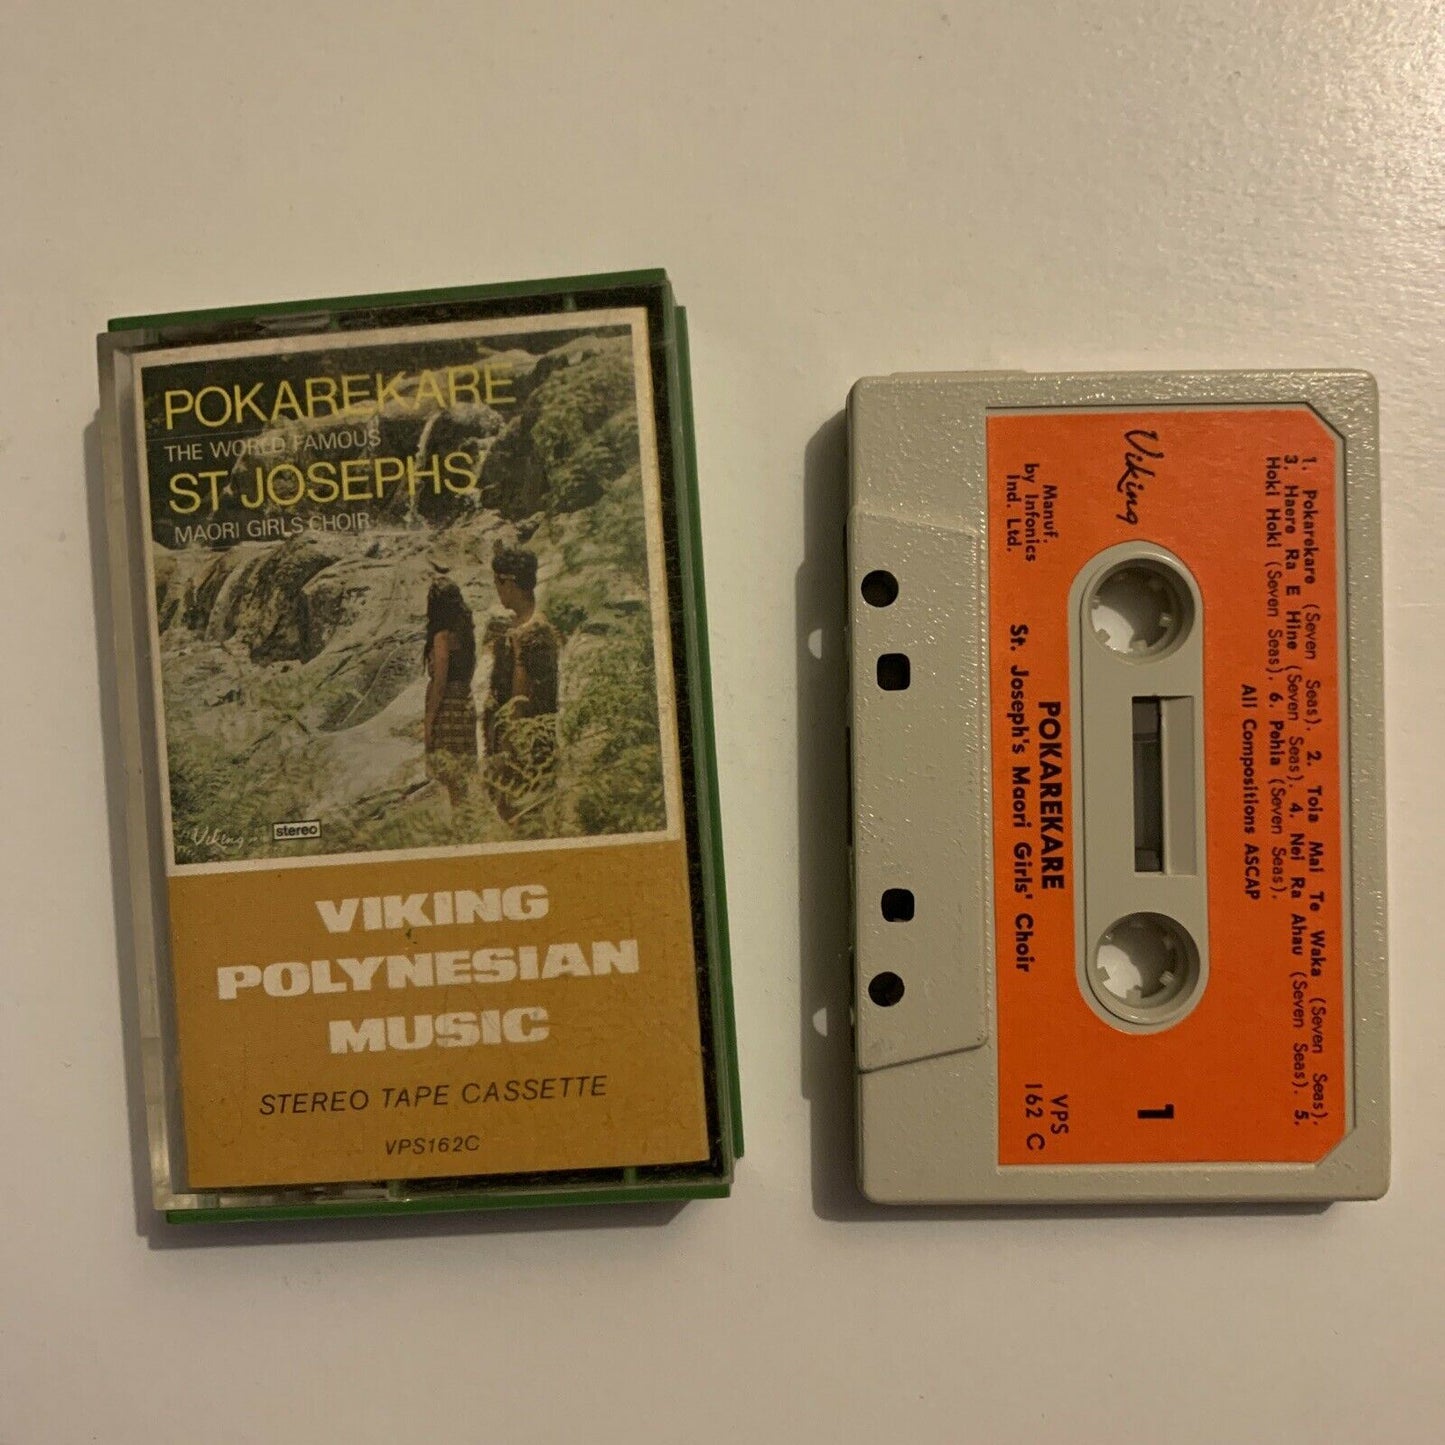 POKAREKARE
THE WORLD FAMOUS
ST JOSEPHS'
MAORI GIRLS CHOIR
Viking
stereo
VIKING
POLYNESIAN
MUSIC
STEREO TAPE CASSETTE
VPS162C
1. Pokarekare (Seven Seas). 2. Toia Mai Te Waka (Seven Seas).
3. Haere Ra E Hine (Seven Seas). 4. Nei Ra Ahau (Seven Seas). 5.
Hoki Hoki (Seven Seas). 6. Pehia (Seven Seas).
All Compositions ASCAP
Viking
1
Manuf.
by Infonics
Ind. Ltd.
POKAREKARE
St. Joseph's Maori Girls' Choir
VPS
162 C